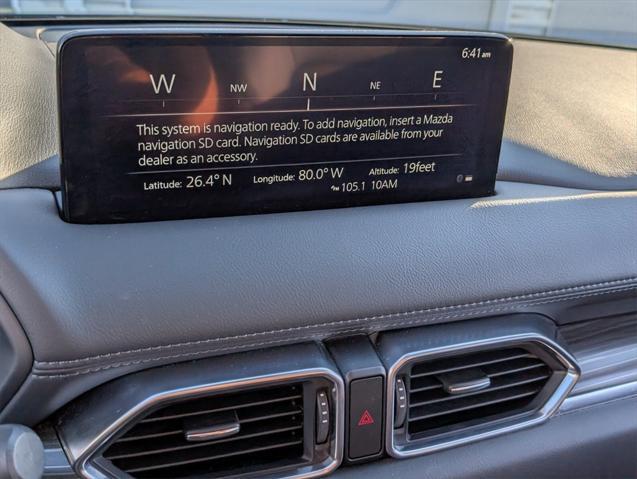 6:41 am
W NW N NE E
This system is navigation ready. To add navigation, insert a Mazda
navigation SD card. Navigation SD cards are available from your
dealer as an accessory.
Latitude: 26.4° N Longitude: 80.0° W Altitude: 19feet
FM 105.1 10AM